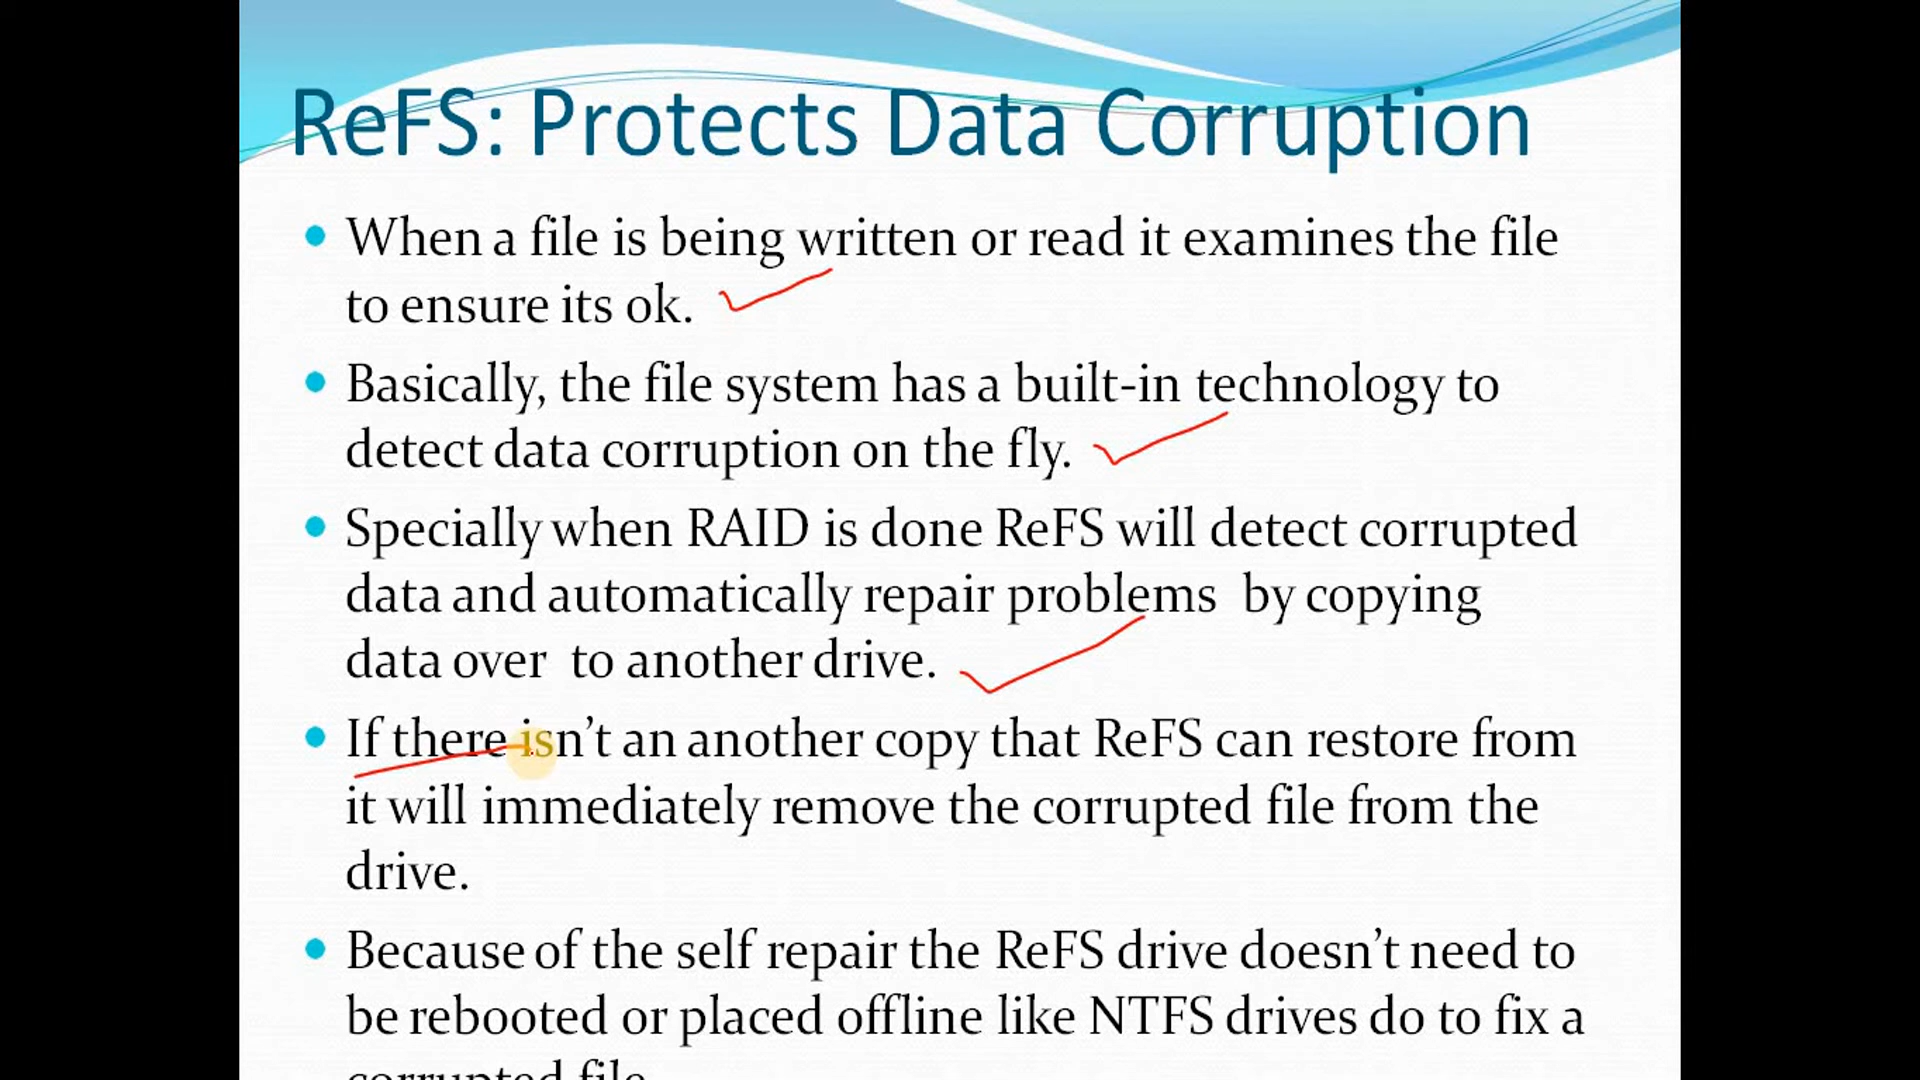 ReFS: Protects Data Corruption
When a file is being written or read it examines the file
to ensure its ok.
Basically, the file system has a built-in technology to
detect data corruption on the fly.
Specially when RAID is done ReFS will detect corrupted
data and automatically repair problems by copying
data over to another drive.
If there isn't an another copy that ReFS can restore from
it will immediately remove the corrupted file from the
drive.
Because of the self repair the ReFS drive doesn't need to
be rebooted or placed offline like NTFS drives do to fix a
corrupted file